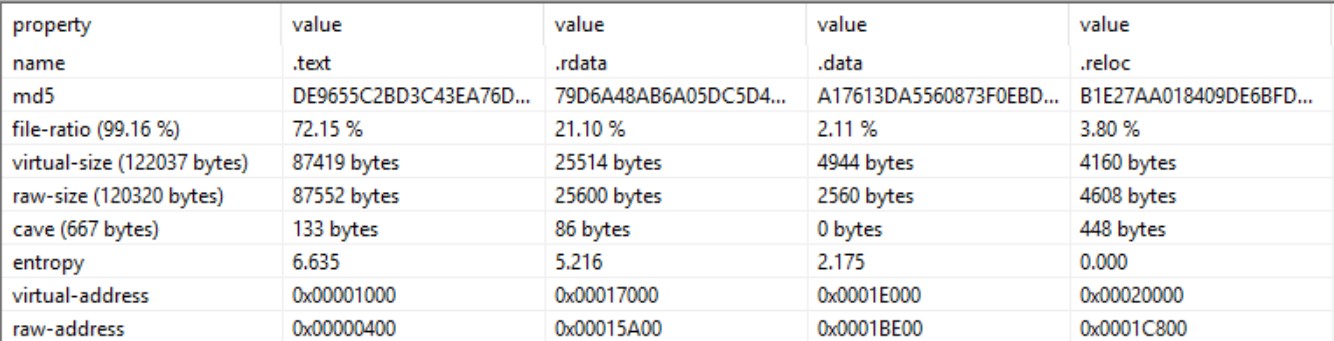 property value value value value
name .text .rdata .data .reloc
md5 DE9655C2BD3C43EA76D... 79D6A48AB6A05DC5D4... A17613DA5560873F0EBD... B1E27AA018409DE6BFD...
file-ratio (99.16 %) 72.15 % 21.10 % 2.11 % 3.80 %
virtual-size (122037 bytes) 87419 bytes 25514 bytes 4944 bytes 4160 bytes
raw-size (120320 bytes) 87552 bytes 25600 bytes 2560 bytes 4608 bytes
cave (667 bytes) 133 bytes 86 bytes 0 bytes 448 bytes
entropy 6.635 5.216 2.175 0.000
virtual-address 0x00001000 0x00017000 0x0001E000 0x00020000
raw-address 0x00000400 0x00015A00 0x0001BE00 0x0001C800